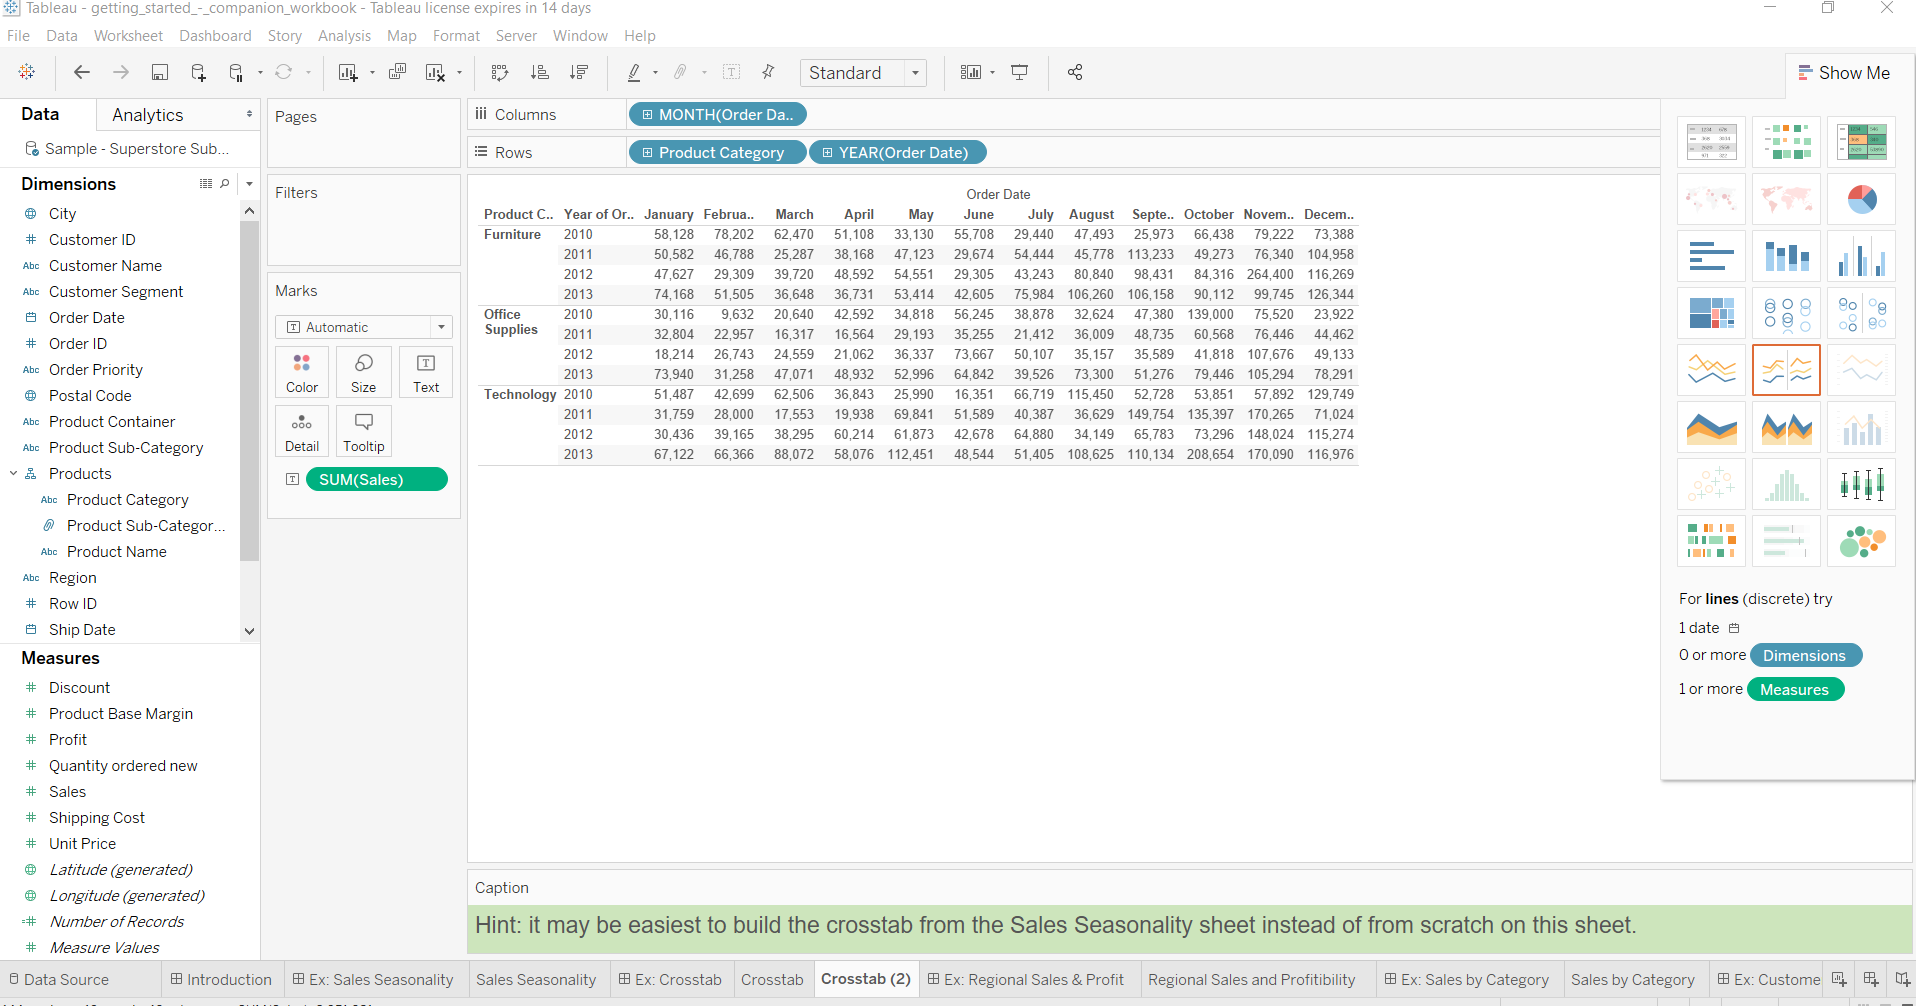 Tableau - getting_started_-_companion_workbook - Tableau license expires in 14 days
File Data Worksheet Dashboard Story Analysis Map Format Server Window Help
Standard
Show Me
Data Analytics
Sample - Superstore Sub...
Dimensions
City
# Customer ID
Abc Customer Name
Abc Customer Segment
Order Date
# Order ID
Abc Order Priority
Postal Code
Abc Product Container
Abc Product Sub-Category
Products
Abc Product Category
Product Sub-Categor...
Abc Product Name
Abc Region
# Row ID
Ship Date
Measures
# Discount
# Product Base Margin
# Profit
# Quantity ordered new
# Sales
# Shipping Cost
# Unit Price
Latitude (generated)
Longitude (generated)
=# Number of Records
# Measure Values
Pages
Filters
Marks
T Automatic
Color Size Text
Detail Tooltip
T SUM(Sales)
Columns MONTH(Order Da..
Rows Product Category YEAR(Order Date)
Order Date
Product C.. Year of Or.. January Februa.. March April May June July August Septe.. October Novem.. Decem..
Furniture 2010 58,128 78,202 62,470 51,108 33,130 55,708 29,440 47,493 25,973 66,438 79,222 73,388
2011 50,582 46,788 25,287 38,168 47,123 29,674 54,444 45,778 113,233 49,273 76,340 104,958
2012 47,627 29,309 39,720 48,592 54,551 29,305 43,243 80,840 98,431 84,316 264,400 116,269
2013 74,168 51,505 36,648 36,731 53,414 42,605 75,984 106,260 106,158 90,112 99,745 126,344
Office Supplies 2010 30,116 9,632 20,640 42,592 34,818 56,245 38,878 32,624 47,380 139,000 75,520 23,922
2011 32,804 22,957 16,317 16,564 29,193 35,255 21,412 36,009 48,735 60,568 76,446 44,462
2012 18,214 26,743 24,559 21,062 36,337 73,667 50,107 35,157 35,589 41,818 107,676 49,133
2013 73,940 31,258 47,071 48,932 52,996 64,842 39,526 73,300 51,276 79,446 105,294 78,291
Technology 2010 51,487 42,699 62,506 36,843 25,990 16,351 66,719 115,450 52,728 53,851 57,892 129,749
2011 31,759 28,000 17,553 19,938 69,841 51,589 40,387 36,629 149,754 135,397 170,265 71,024
2012 30,436 39,165 38,295 60,214 61,873 42,678 64,880 34,149 65,783 73,296 148,024 115,274
2013 67,122 66,366 88,072 58,076 112,451 48,544 51,405 108,625 110,134 208,654 170,090 116,976
For lines (discrete) try
1 date
0 or more Dimensions
1 or more Measures
Caption
Hint: it may be easiest to build the crosstab from the Sales Seasonality sheet instead of from scratch on this sheet.
Data Source Introduction Ex: Sales Seasonality Sales Seasonality Ex: Crosstab Crosstab Crosstab (2) Ex: Regional Sales & Profit Regional Sales and Profitibility Ex: Sales by Category Sales by Category Ex: Custome